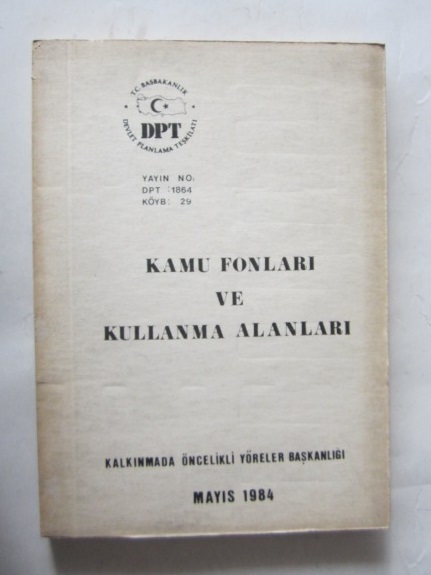 T.C. BAŞBAKANLIK
DPT
DEVLET PLANLAMA TEŞKİLATI
YAYIN NO:
DPT :1864
KÖYB: 29
KAMU FONLARI
VE
KULLANMA ALANLARI
KALKINMADA ÖNCELİKLİ YÖRELER BAŞKANLIĞI
MAYIS 1984